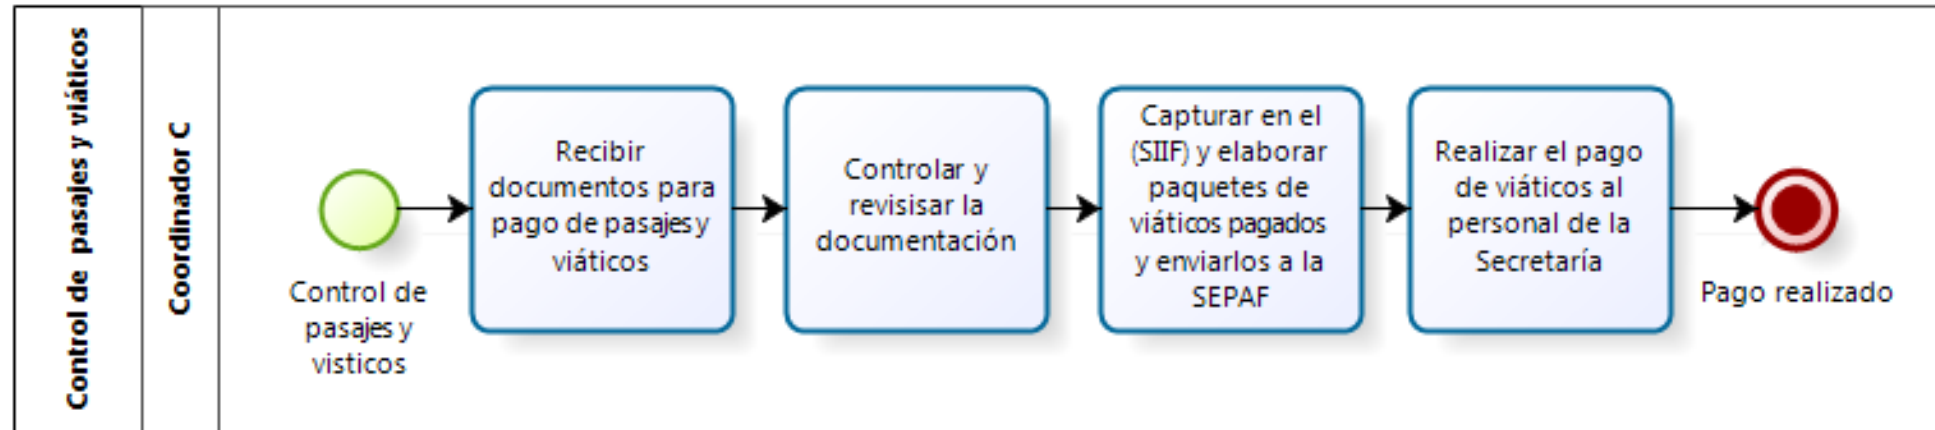 Control de pasajes y viáticos
Coordinador C
Control de
pasajes y
visticos
Recibir
documentos para
pago de pasajes y
viáticos
Controlar y
revisisar la
documentación
Capturar en el
(SIIF) y elaborar
paquetes de
viáticos pagados
y enviarlos a la
SEPAF
Realizar el pago
de viáticos al
personal de la
Secretaría
Pago realizado